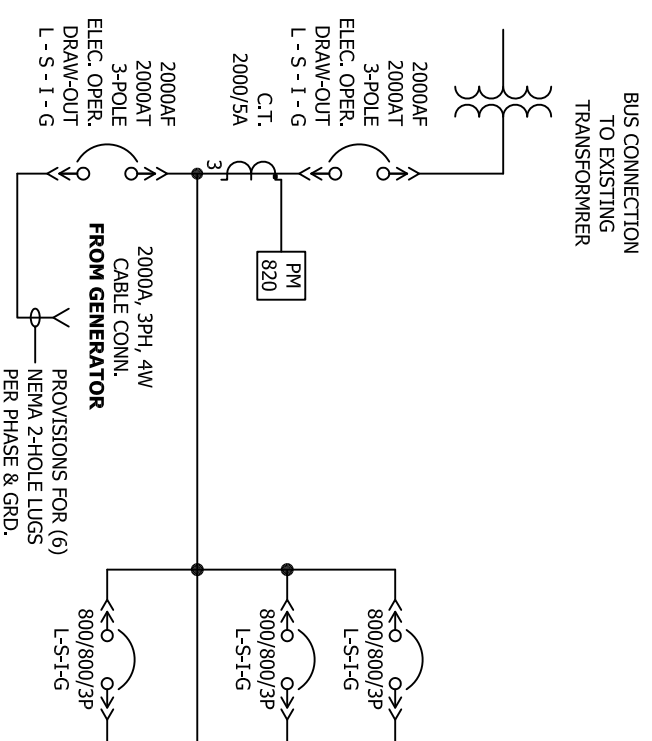 BUS CONNECTION
TO EXISTING
TRANSFORMRER
2000AF
2000AT
3-POLE
ELEC. OPER.
DRAW-OUT
L - S - I - G
C.T.
2000/5A
3
PM
820
2000AF
2000AT
3-POLE
ELEC. OPER.
DRAW-OUT
L - S - I - G
2000A, 3PH, 4W
CABLE CONN.
FROM GENERATOR
PROVISIONS FOR (6)
NEMA 2-HOLE LUGS
PER PHASE & GRD.
800/800/3P
L-S-I-G
800/800/3P
L-S-I-G
800/800/3P
L-S-I-G